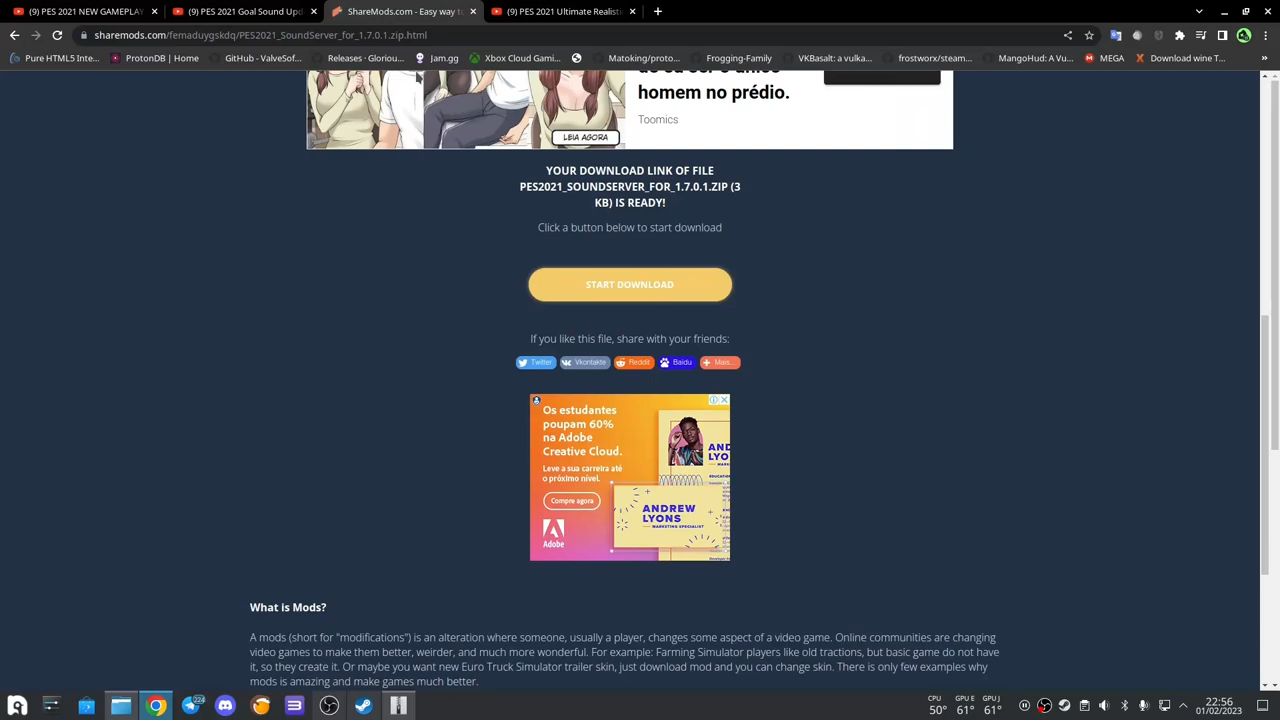 (9) PES 2021 NEW GAMEPLAY
(9) PES 2021 Goal Sound Upd
ShareMods.com - Easy way to
(9) PES 2021 Ultimate Realisti
sharemods.com/femaduygskdq/PES2021_SoundServer_for_1.7.0.1.zip.html
Pure HTML5 Inte...
ProtonDB | Home
GitHub - ValveSof...
Releases · Gloriou...
Jam.gg
Xbox Cloud Gami...
Matoking/proto...
Frogging-Family
VKBasalt: a vulka...
frostworx/steam...
MangoHud: A Vu...
MEGA
Download wine T...
homem no prédio.
Toomics
LEIA AGORA
YOUR DOWNLOAD LINK OF FILE
PES2021_SOUNDSERVER_FOR_1.7.0.1.ZIP (3
KB) IS READY!
Click a button below to start download
START DOWNLOAD
If you like this file, share with your friends:
Twitter
Vkontakte
Reddit
Baidu
Mais...
Os estudantes
poupam 60%
na Adobe
Creative Cloud.
Leve a sua carreira até
o próximo nível.
Compre agora
Adobe
ANDREW
LYONS
MARKETING SPECIALIST
What is Mods?
A mods (short for "modifications") is an alteration where someone, usually a player, changes some aspect of a video game. Online communities are changing
video games to make them better, weirder, and much more wonderful. For example: Farming Simulator players like old tractions, but basic game do not have
it, so they create it. Or maybe you want new Euro Truck Simulator trailer skin, just download mod and you can change skin. There is only few examples why
mods is amazing and make games much better.
224
CPU
50°
GPU E
61°
GPU J
61°
22:56
01/02/2023